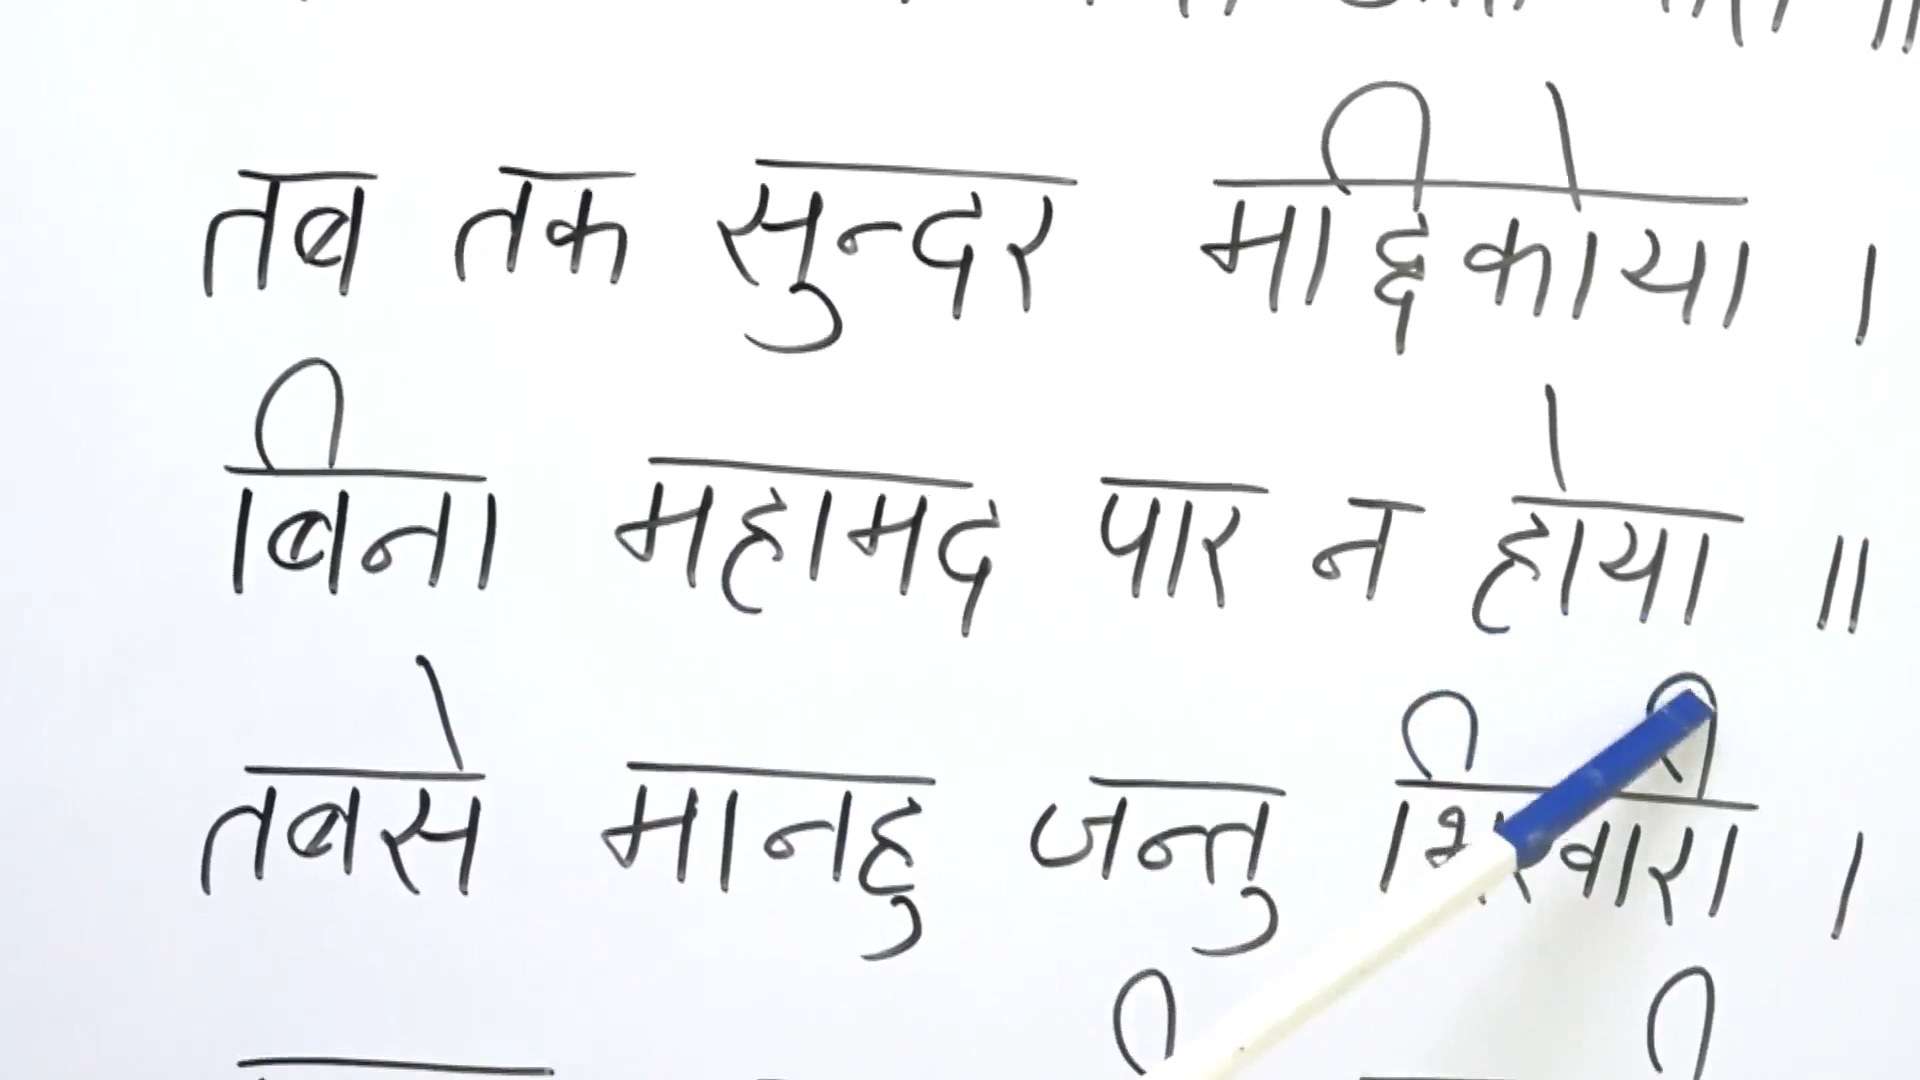 तब तक सुन्दर माद्दिकोया ।
बिना महामद पार न होया ॥
तबसे मानहु जन्तु भिखारी ।